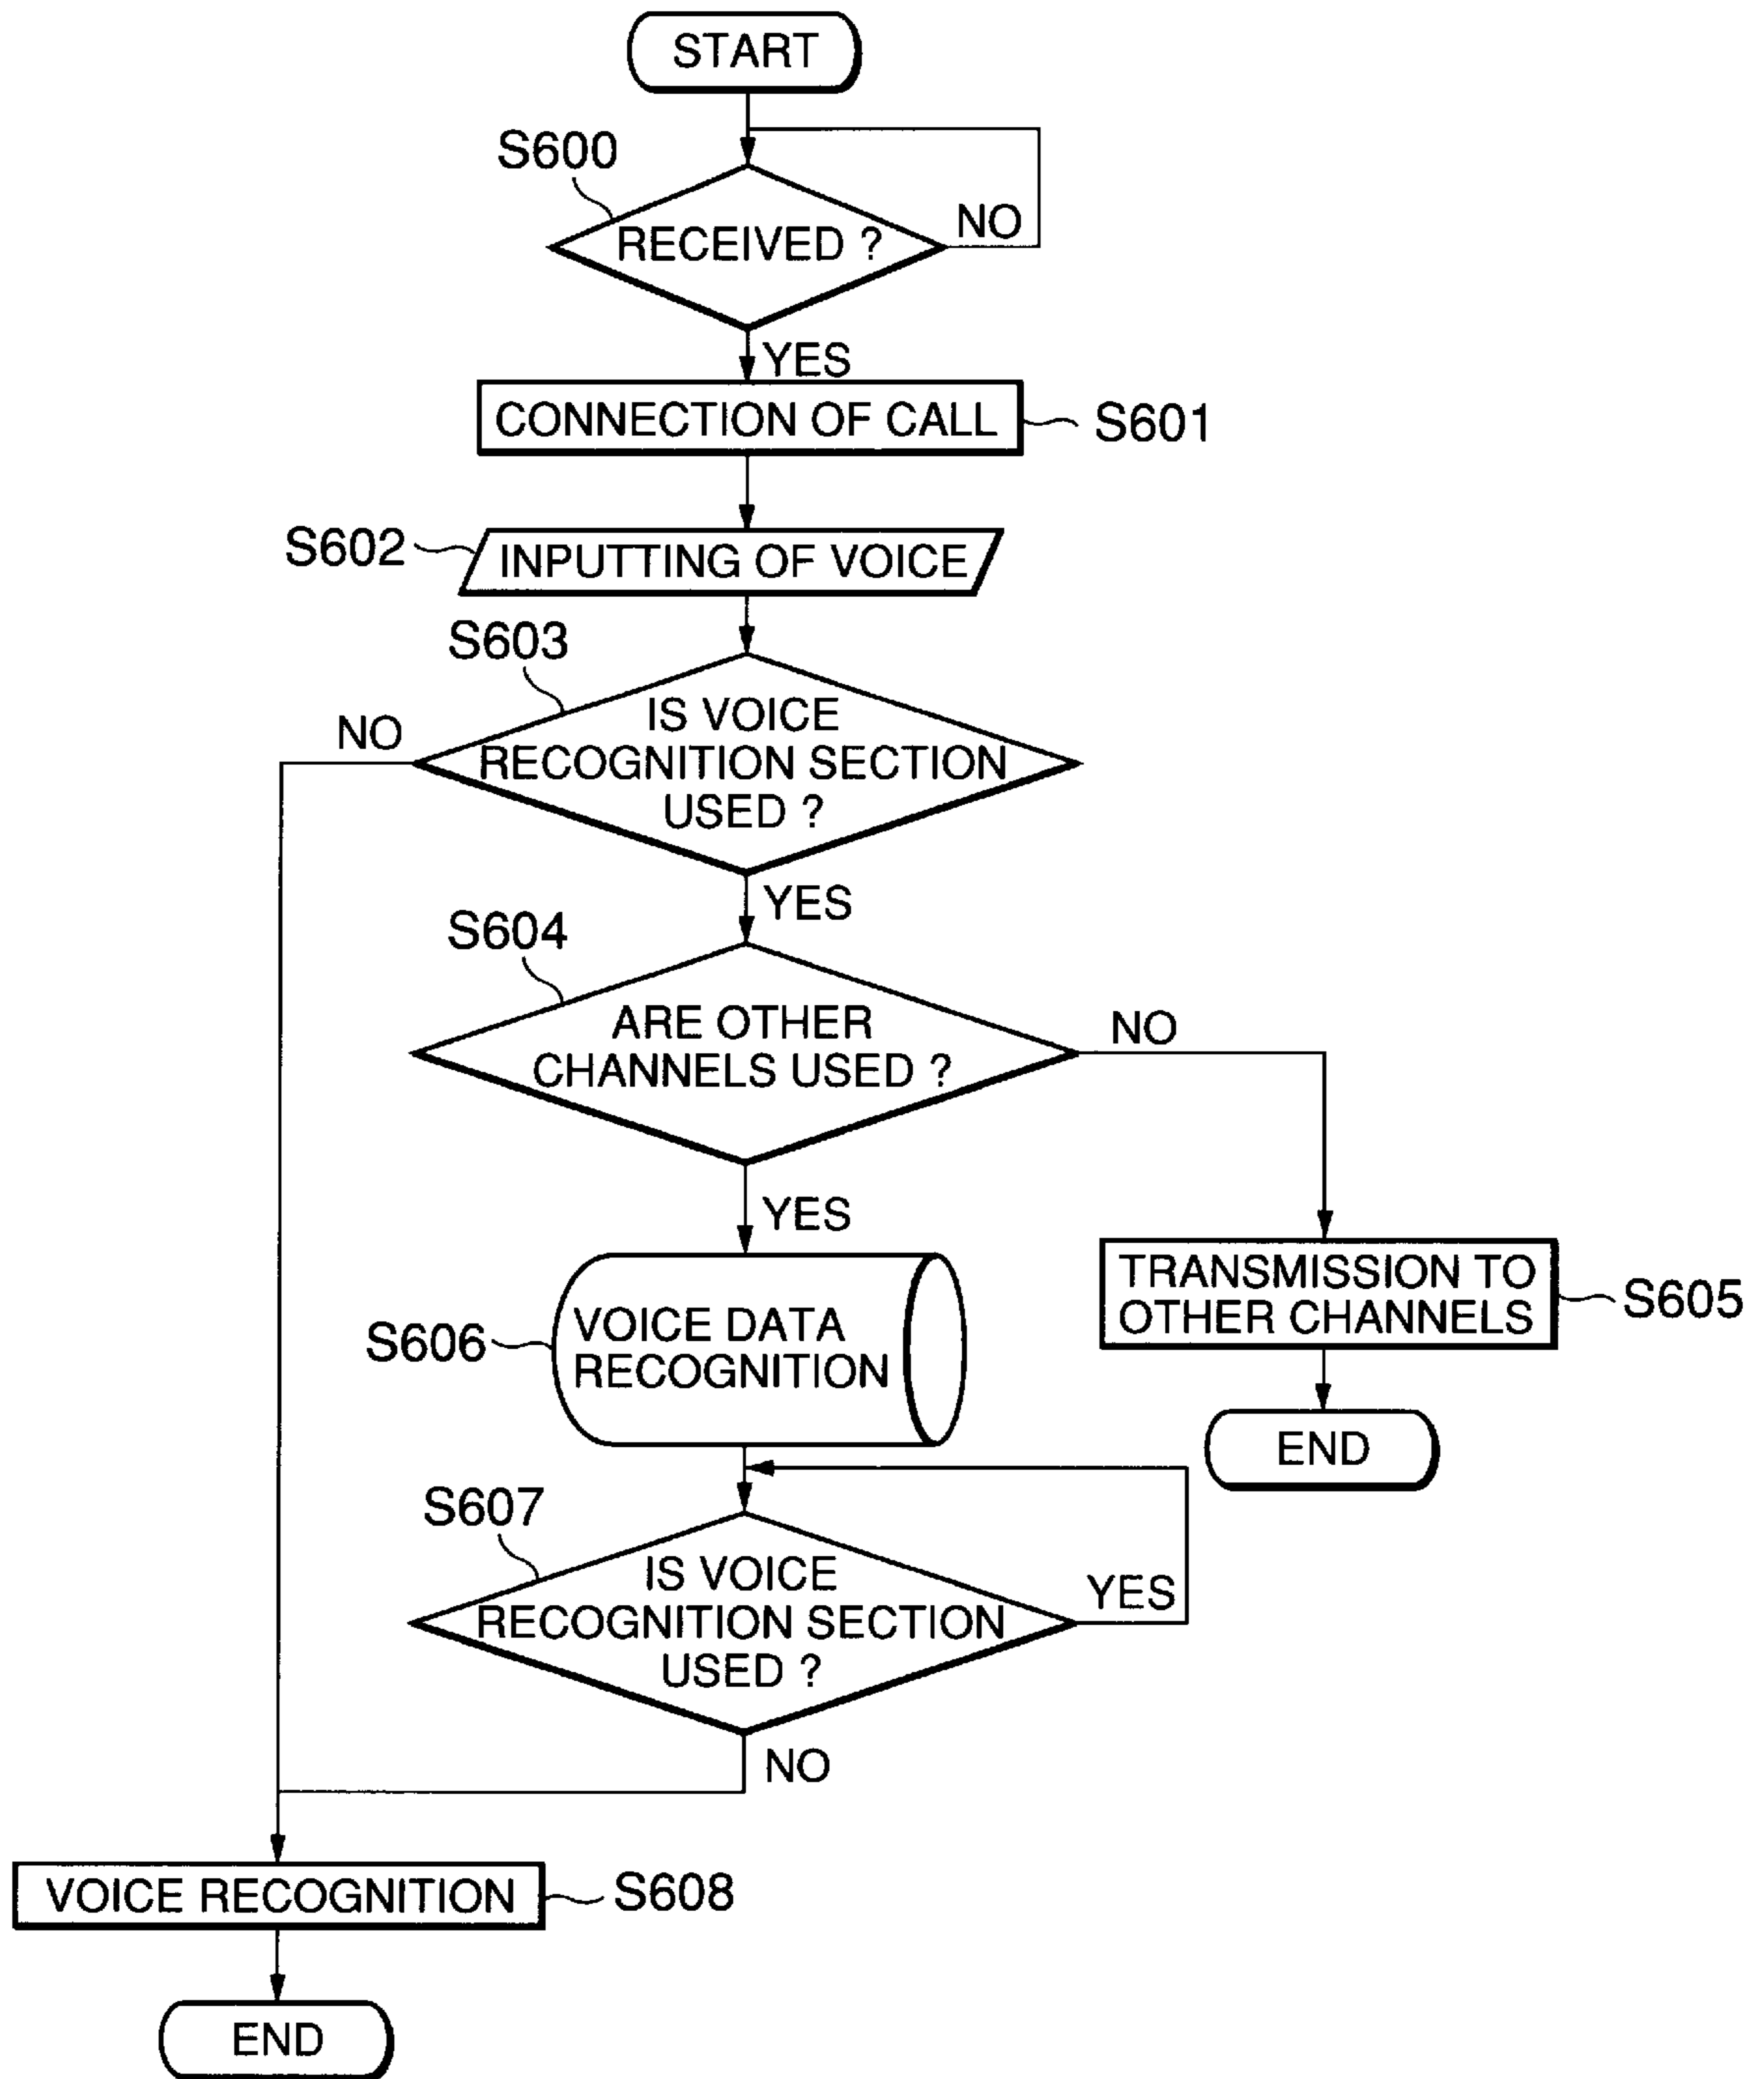 START
S600
RECEIVED ?
NO
YES
CONNECTION OF CALL
S601
S602
INPUTTING OF VOICE
S603
NO
IS VOICE
RECOGNITION SECTION
USED ?
YES
S604
ARE OTHER
CHANNELS USED ?
NO
YES
TRANSMISSION TO
OTHER CHANNELS
S605
S606
VOICE DATA
RECOGNITION
END
S607
IS VOICE
RECOGNITION SECTION
USED ?
YES
NO
VOICE RECOGNITION
S608
END